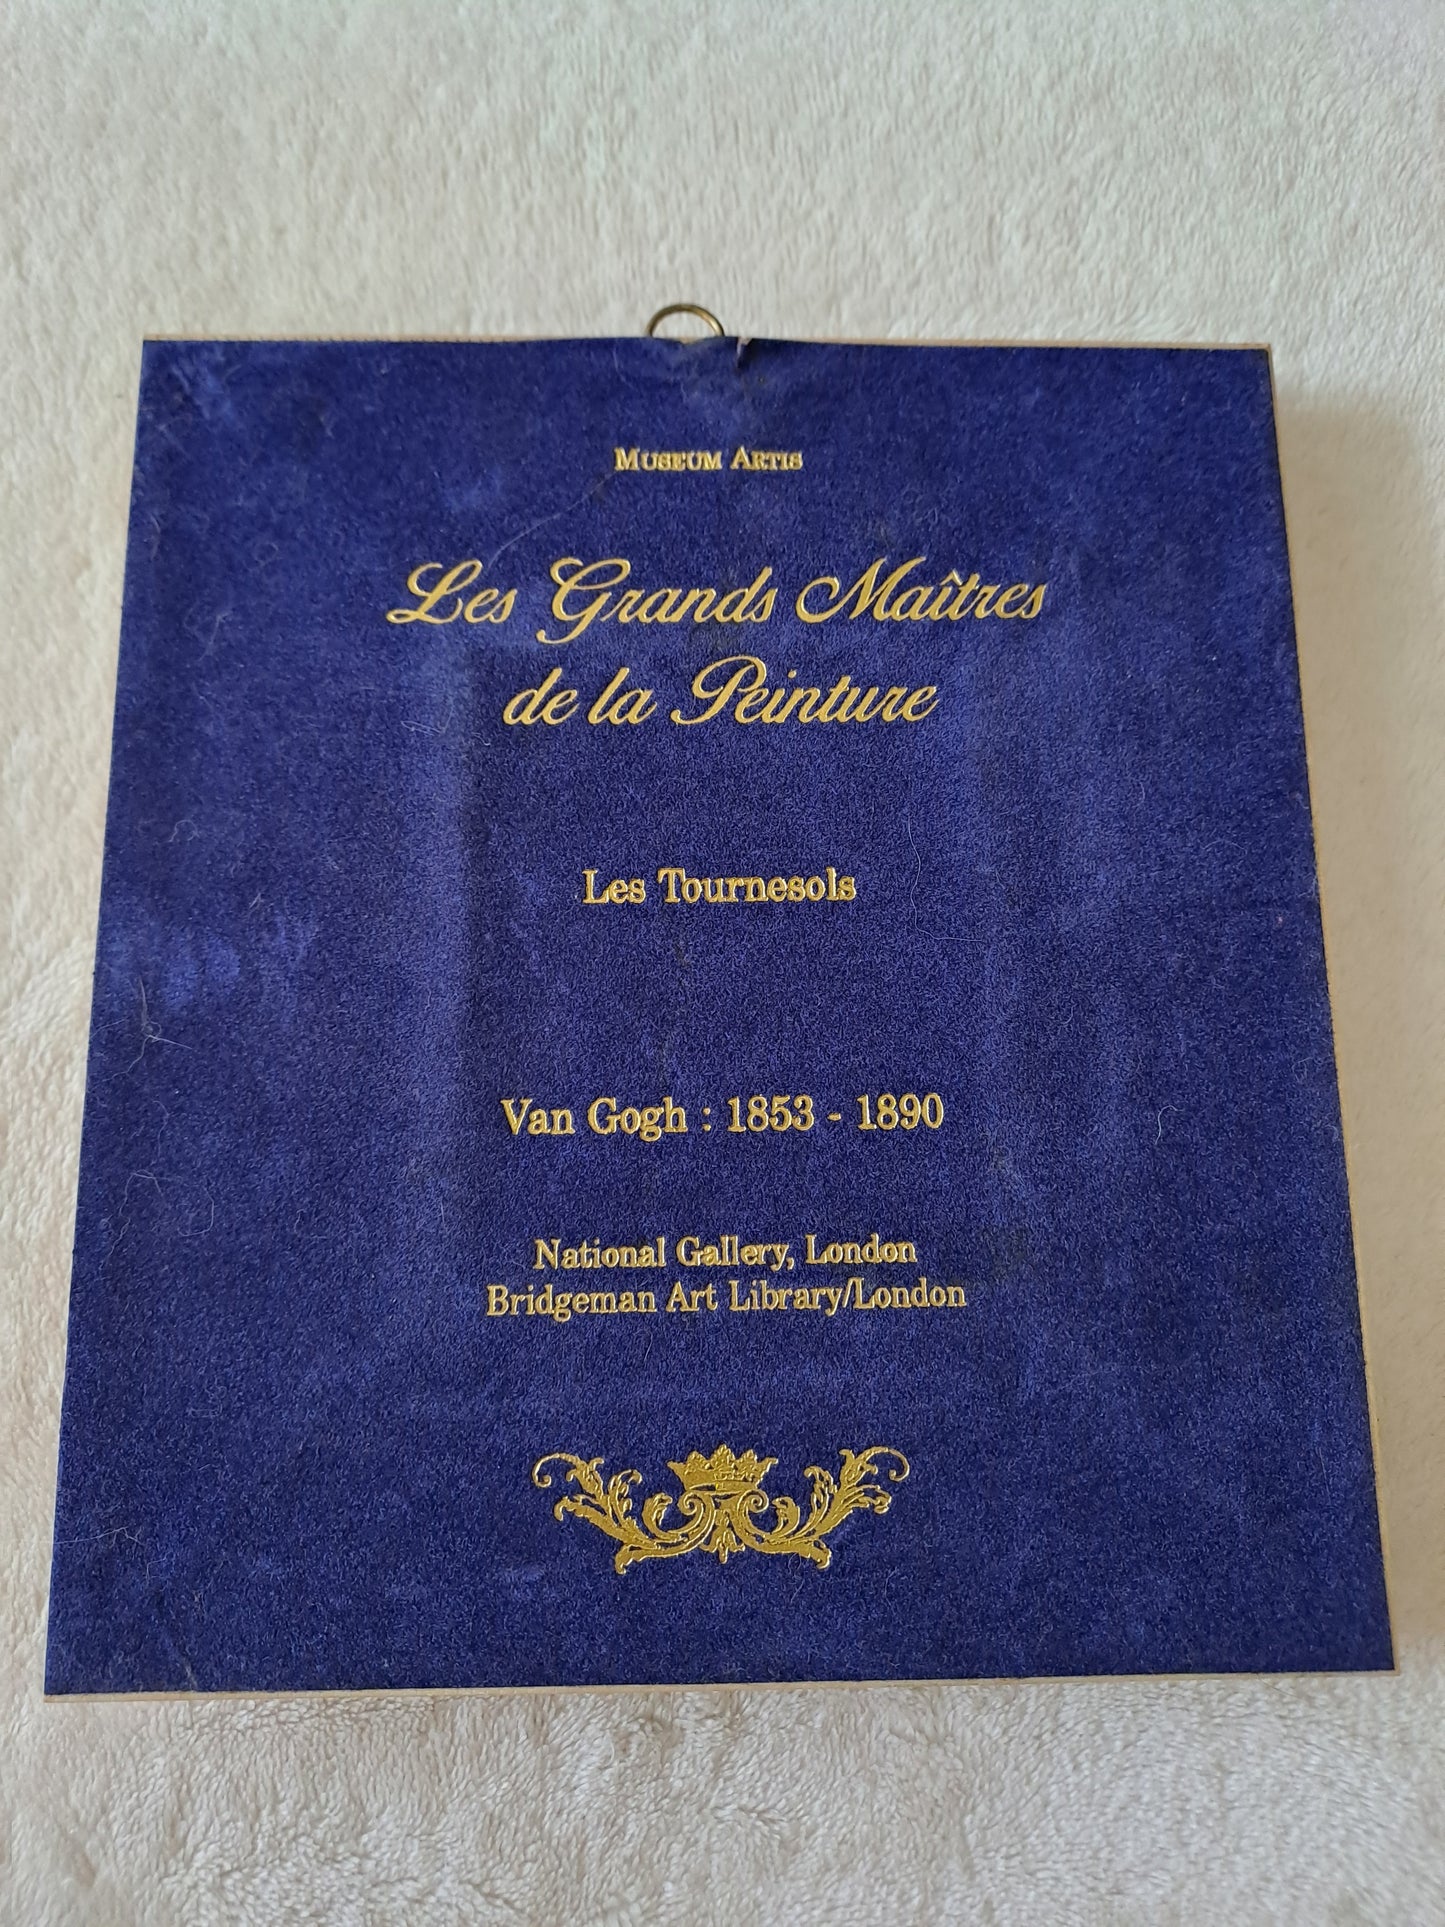 Museum Artis
Les Grands Maîtres
de la Peinture
Les Tournesols
Van Gogh : 1853 - 1890
National Gallery, London
Bridgeman Art Library/London